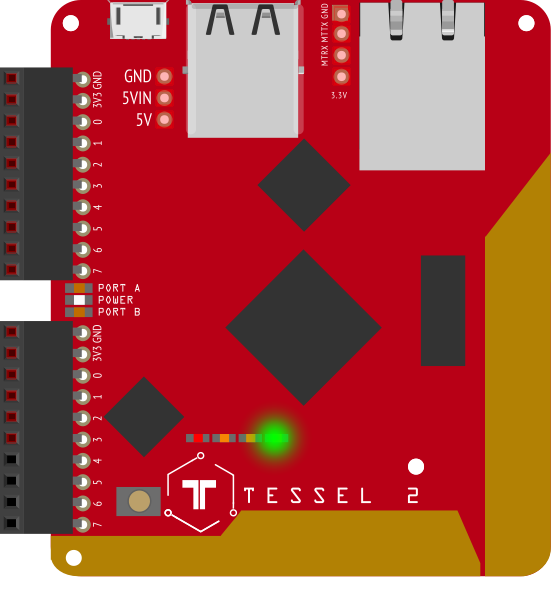 GND
MTTX
MTRX
3.3V
GND
5VIN
5V
GND
3V3
0
1
2
3
4
5
6
7
PORT A
POWER
PORT B
GND
3V3
0
1
2
3
4
5
6
7
TESSEL 2